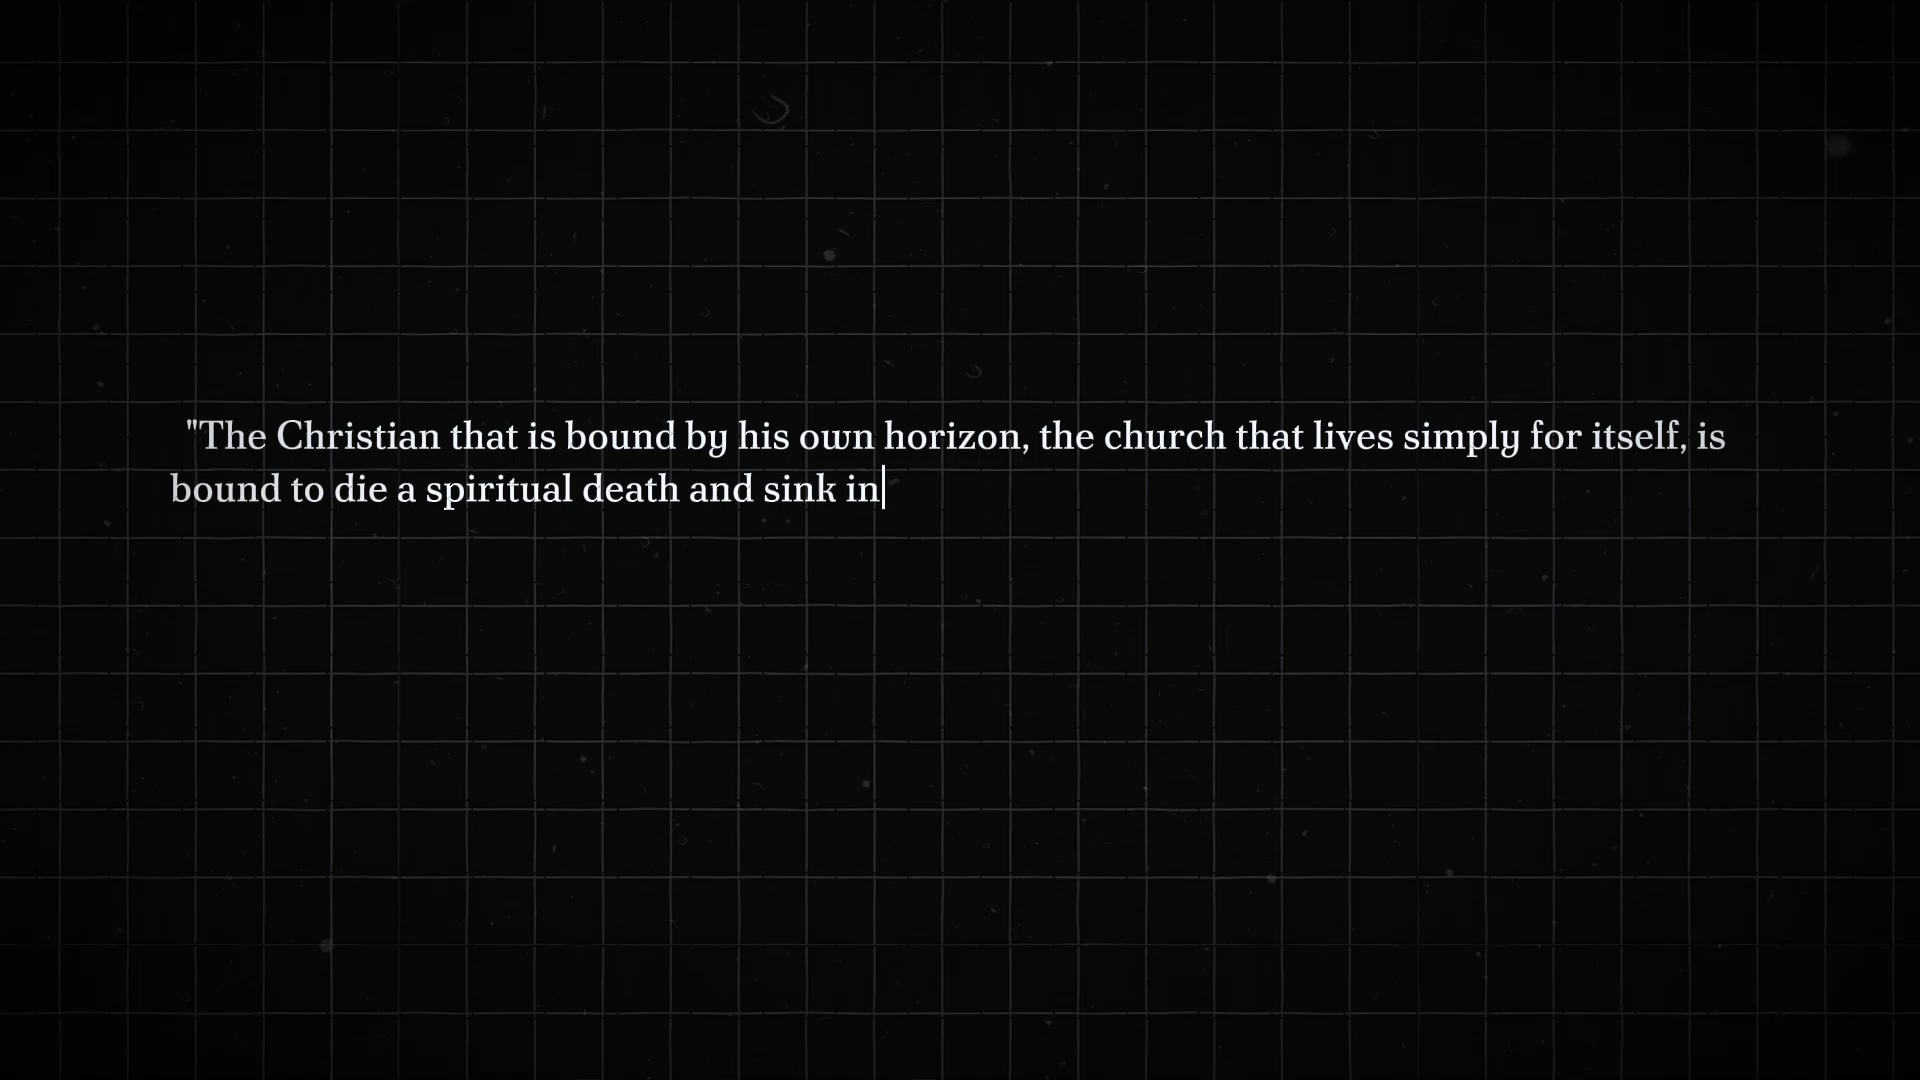 "The Christian that is bound by his own horizon, the church that lives simply for itself, is
bound to die a spiritual death and sink in